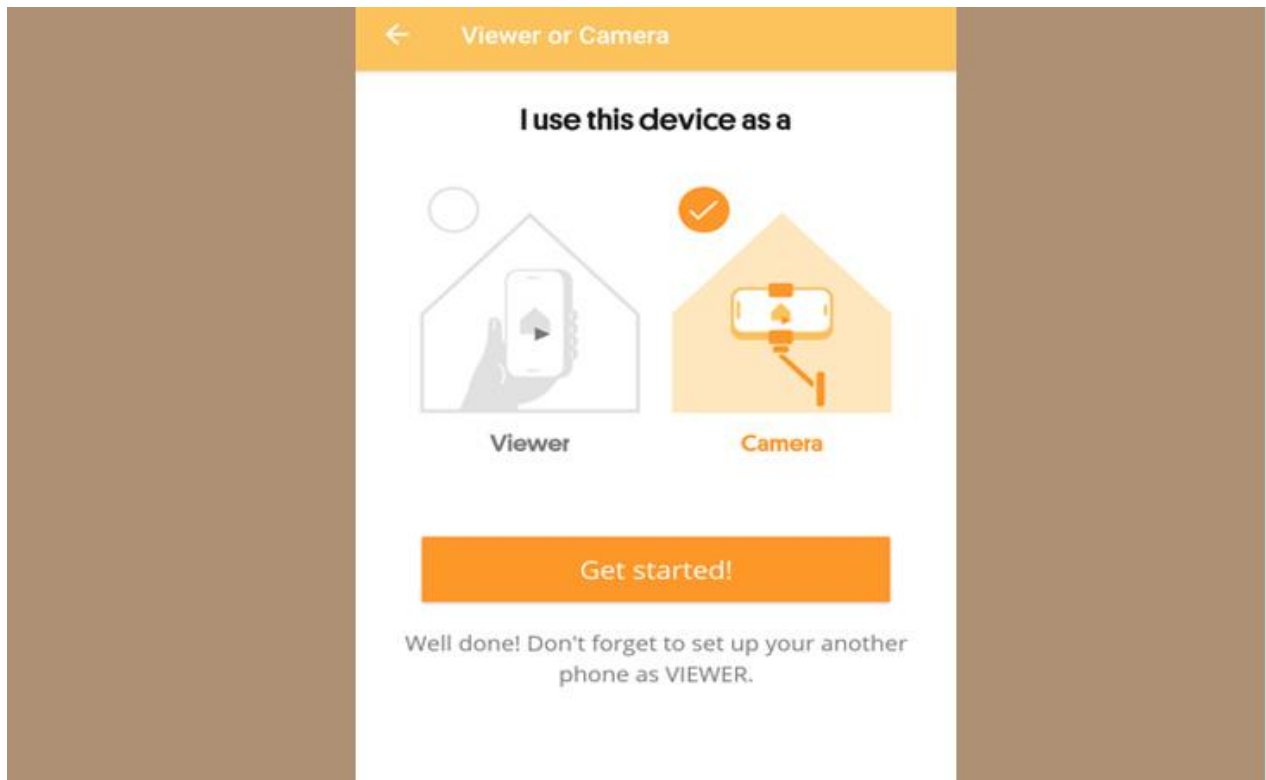 Viewer or Camera
I use this device as a
Viewer
Camera
Get started!
Well done! Don't forget to set up your another
phone as VIEWER.